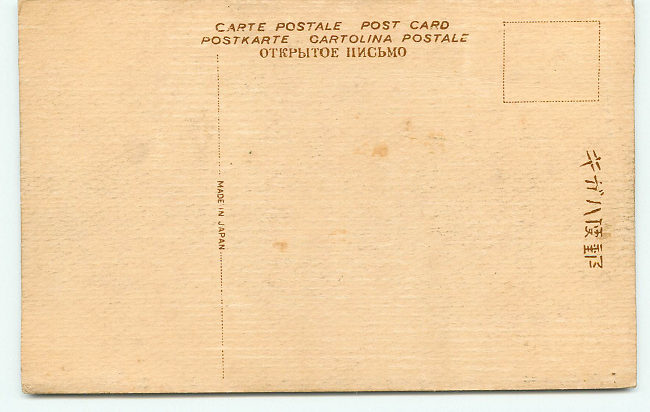 CARTE POSTALE POST CARD
POSTKARTE CARTOLINA POSTALE
ОТКРЫТОЕ ПИСЬМО
MADE IN JAPAN
キガハ便郵